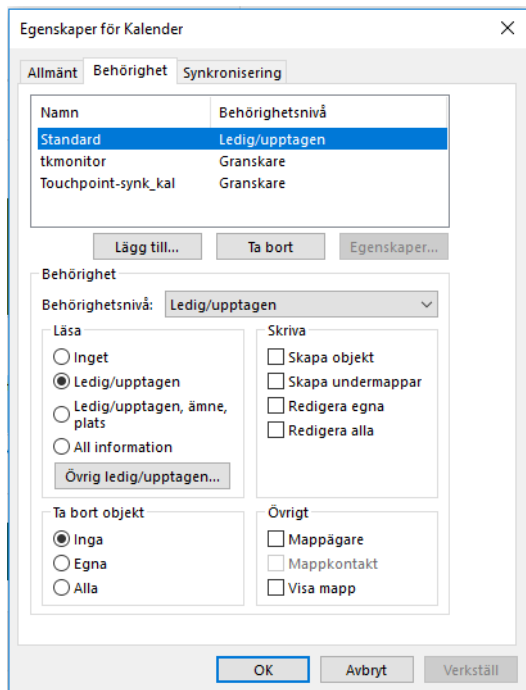 Egenskaper för Kalender
Allmänt Behörighet Synkronisering
Namn Behörighetsnivå
Standard Ledig/upptagen
tkmonitor Granskare
Touchpoint-synk_kal Granskare
Lägg till... Ta bort Egenskaper...
Behörighet
Behörighetsnivå: Ledig/upptagen
Läsa
Inget
Ledig/upptagen
Ledig/upptagen, ämne,
plats
All information
Övrig ledig/upptagen...
Skriva
Skapa objekt
Skapa undermappar
Redigera egna
Redigera alla
Ta bort objekt
Inga
Egna
Alla
Övrigt
Mappägare
Mappkontakt
Visa mapp
OK Avbryt Verkställ